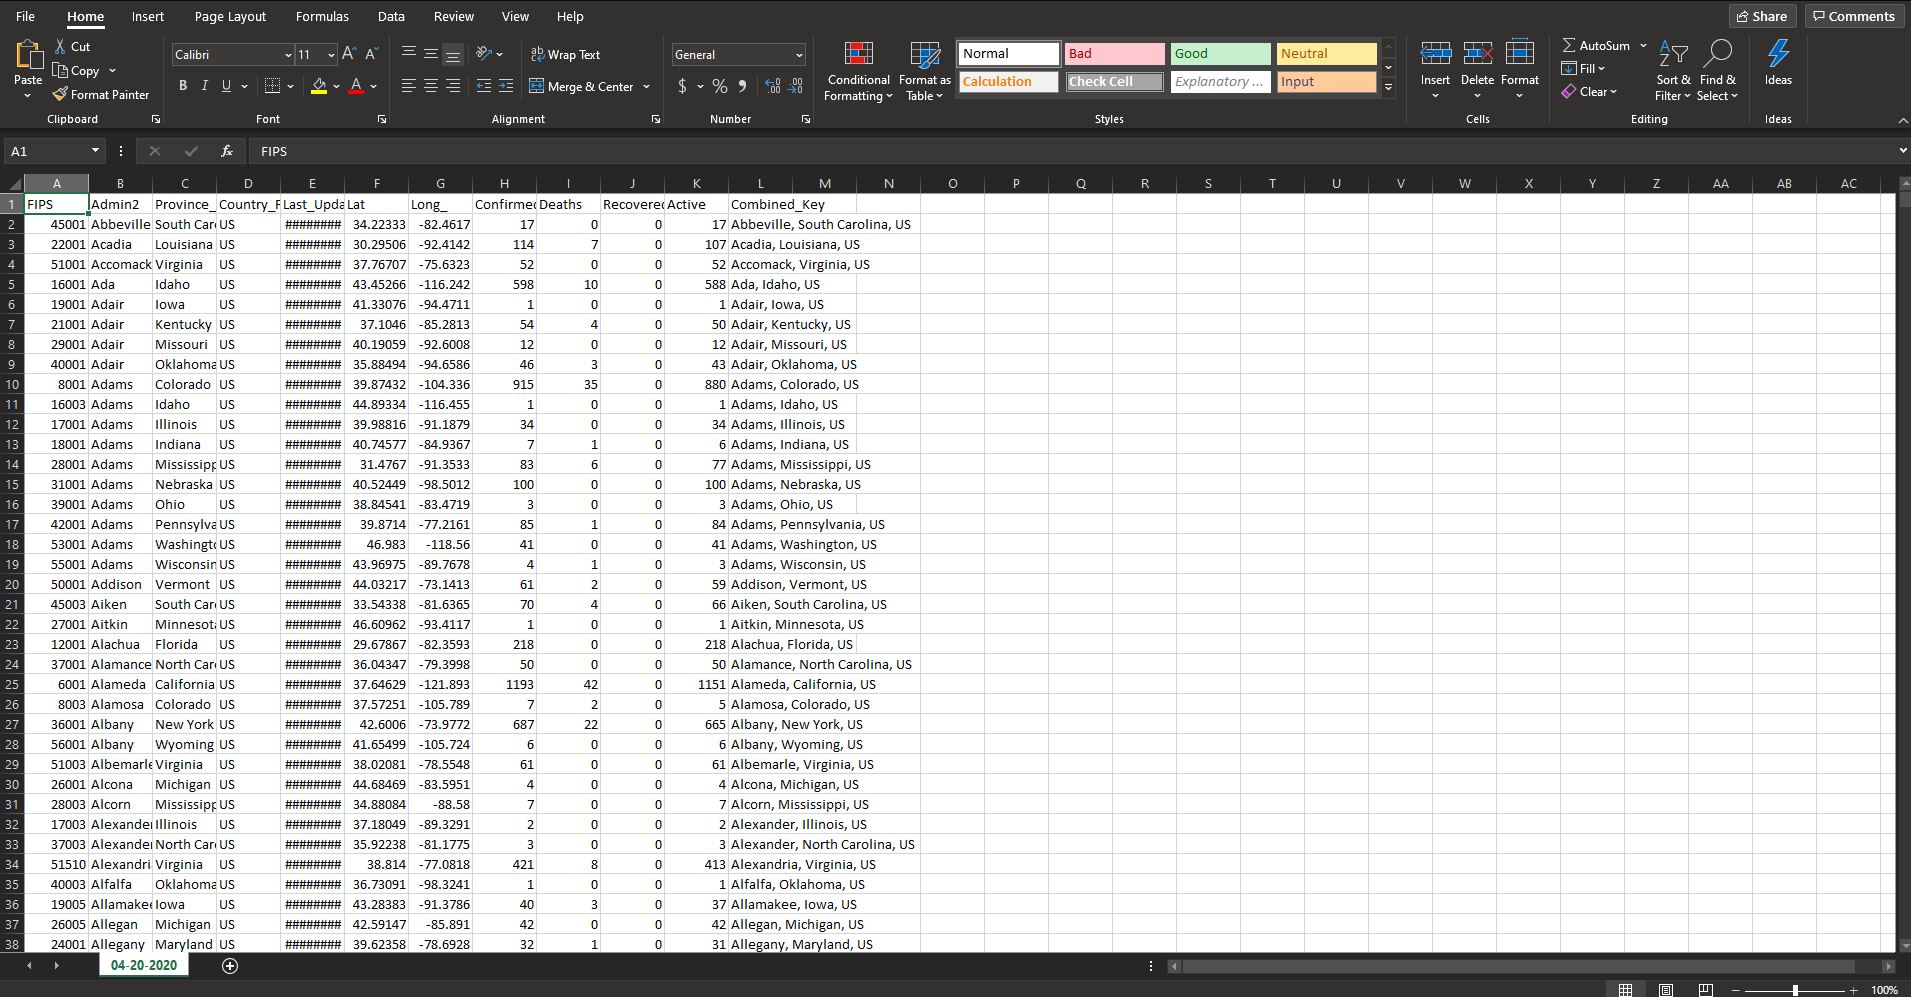 File Home Insert Page Layout Formulas Data Review View Help Share Comments
Paste Cut Copy Format Painter Clipboard
Calibri 11 B I U Font
Wrap Text Merge & Center Alignment
General $ % Number
Conditional Formatting Format as Table Normal Bad Good Neutral
Calculation Check Cell Explanatory ... Input Styles
Insert Delete Format Cells
AutoSum Fill Clear Sort & Filter Find & Select Editing
Ideas Ideas
A1 fx FIPS
A B C D E F G H I J K L M N O P Q R S T U V W X Y Z AA AB AC
1 FIPS Admin2 Province_ Country_R Last_Upda Lat Long_ Confirmed Deaths Recovered Active Combined_Key
2 45001 Abbeville South Car US ######## 34.22333 -82.4617 17 0 0 17 Abbeville, South Carolina, US
3 22001 Acadia Louisiana US ######## 30.29506 -92.4142 114 7 0 107 Acadia, Louisiana, US
4 51001 Accomack Virginia US ######## 37.76707 -75.6323 52 0 0 52 Accomack, Virginia, US
5 16001 Ada Idaho US ######## 43.45266 -116.242 598 10 0 588 Ada, Idaho, US
6 19001 Adair Iowa US ######## 41.33076 -94.4711 1 0 0 1 Adair, Iowa, US
7 21001 Adair Kentucky US ######## 37.1046 -85.2813 54 4 0 50 Adair, Kentucky, US
8 29001 Adair Missouri US ######## 40.19059 -92.6008 12 0 0 12 Adair, Missouri, US
9 40001 Adair Oklahoma US ######## 35.88494 -94.6586 46 3 0 43 Adair, Oklahoma, US
10 8001 Adams Colorado US ######## 39.87432 -104.336 915 35 0 880 Adams, Colorado, US
11 16003 Adams Idaho US ######## 44.89334 -116.455 1 0 0 1 Adams, Idaho, US
12 17001 Adams Illinois US ######## 39.98816 -91.1879 34 0 0 34 Adams, Illinois, US
13 18001 Adams Indiana US ######## 40.74577 -84.9367 7 1 0 6 Adams, Indiana, US
14 28001 Adams Mississipp US ######## 31.4767 -91.3533 83 6 0 77 Adams, Mississippi, US
15 31001 Adams Nebraska US ######## 40.52449 -98.5012 100 0 0 100 Adams, Nebraska, US
16 39001 Adams Ohio US ######## 38.84541 -83.4719 3 0 0 3 Adams, Ohio, US
17 42001 Adams Pennsylva US ######## 39.8714 -77.2161 85 1 0 84 Adams, Pennsylvania, US
18 53001 Adams Washingt US ######## 46.983 -118.56 41 0 0 41 Adams, Washington, US
19 55001 Adams Wisconsin US ######## 43.96975 -89.7678 4 1 0 3 Adams, Wisconsin, US
20 50001 Addison Vermont US ######## 44.03217 -73.1413 61 2 0 59 Addison, Vermont, US
21 45003 Aiken South Car US ######## 33.54338 -81.6365 70 4 0 66 Aiken, South Carolina, US
22 27001 Aitkin Minnesota US ######## 46.60962 -93.4117 1 0 0 1 Aitkin, Minnesota, US
23 12001 Alachua Florida US ######## 29.67867 -82.3593 218 0 0 218 Alachua, Florida, US
24 37001 Alamance North Car US ######## 36.04347 -79.3998 50 0 0 50 Alamance, North Carolina, US
25 6001 Alameda California US ######## 37.64629 -121.893 1193 42 0 1151 Alameda, California, US
26 8003 Alamosa Colorado US ######## 37.57251 -105.789 7 2 0 5 Alamosa, Colorado, US
27 36001 Albany New York US ######## 42.6006 -73.9772 687 22 0 665 Albany, New York, US
28 56001 Albany Wyoming US ######## 41.65499 -105.724 6 0 0 6 Albany, Wyoming, US
29 51003 Albemarle Virginia US ######## 38.02081 -78.5548 61 0 0 61 Albemarle, Virginia, US
30 26001 Alcona Michigan US ######## 44.68469 -83.5951 4 0 0 4 Alcona, Michigan, US
31 28003 Alcorn Mississipp US ######## 34.88084 -88.58 7 0 0 7 Alcorn, Mississippi, US
32 17003 Alexander Illinois US ######## 37.18049 -89.3291 2 0 0 2 Alexander, Illinois, US
33 37003 Alexander North Car US ######## 35.92238 -81.1775 3 0 0 3 Alexander, North Carolina, US
34 51510 Alexandri Virginia US ######## 38.814 -77.0818 421 8 0 413 Alexandria, Virginia, US
35 40003 Alfalfa Oklahoma US ######## 36.73091 -98.3241 1 0 0 1 Alfalfa, Oklahoma, US
36 19005 Allamakee Iowa US ######## 43.28383 -91.3786 40 3 0 37 Allamakee, Iowa, US
37 26005 Allegan Michigan US ######## 42.59147 -85.891 42 0 0 42 Allegan, Michigan, US
38 24001 Allegany Maryland US ######## 39.62358 -78.6928 32 1 0 31 Allegany, Maryland, US
04-20-2020
100%